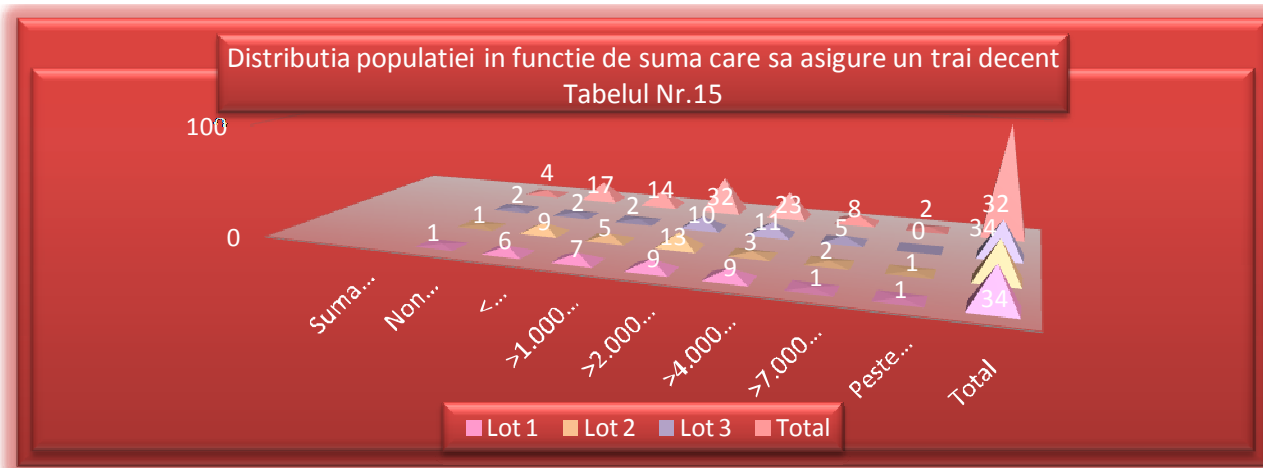 Distributia populatiei in functie de suma care sa asigure un trai decent
Tabelul Nr.15
100
0
4 17 14 32 23 8 2
2 2 2 10 11 5 0 32
1 9 5 13 3 2 1 34
1 6 7 9 9 1 1 34
Suma...
Non...
<...
>1.000...
>2.000...
>4.000...
>7.000...
Peste...
Total
Lot 1 Lot 2 Lot 3 Total